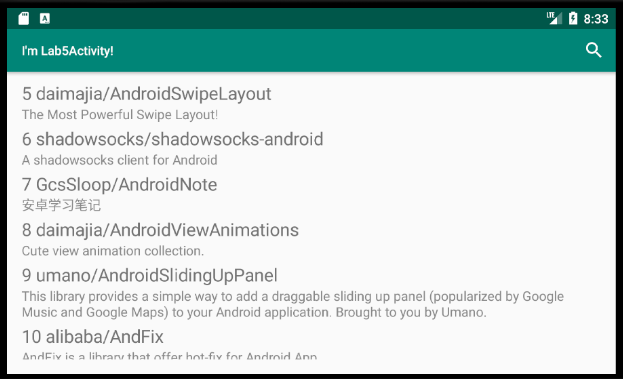 LTE 8:33
I'm Lab5Activity!
5 daimajia/AndroidSwipeLayout
The Most Powerful Swipe Layout!
6 shadowsocks/shadowsocks-android
A shadowsocks client for Android
7 GcsSloop/AndroidNote
安卓学习笔记
8 daimajia/AndroidViewAnimations
Cute view animation collection.
9 umano/AndroidSlidingUpPanel
This library provides a simple way to add a draggable sliding up panel (popularized by Google
Music and Google Maps) to your Android application. Brought to you by Umano.
10 alibaba/AndFix
AndFix is a library that offer hot-fix for Android App